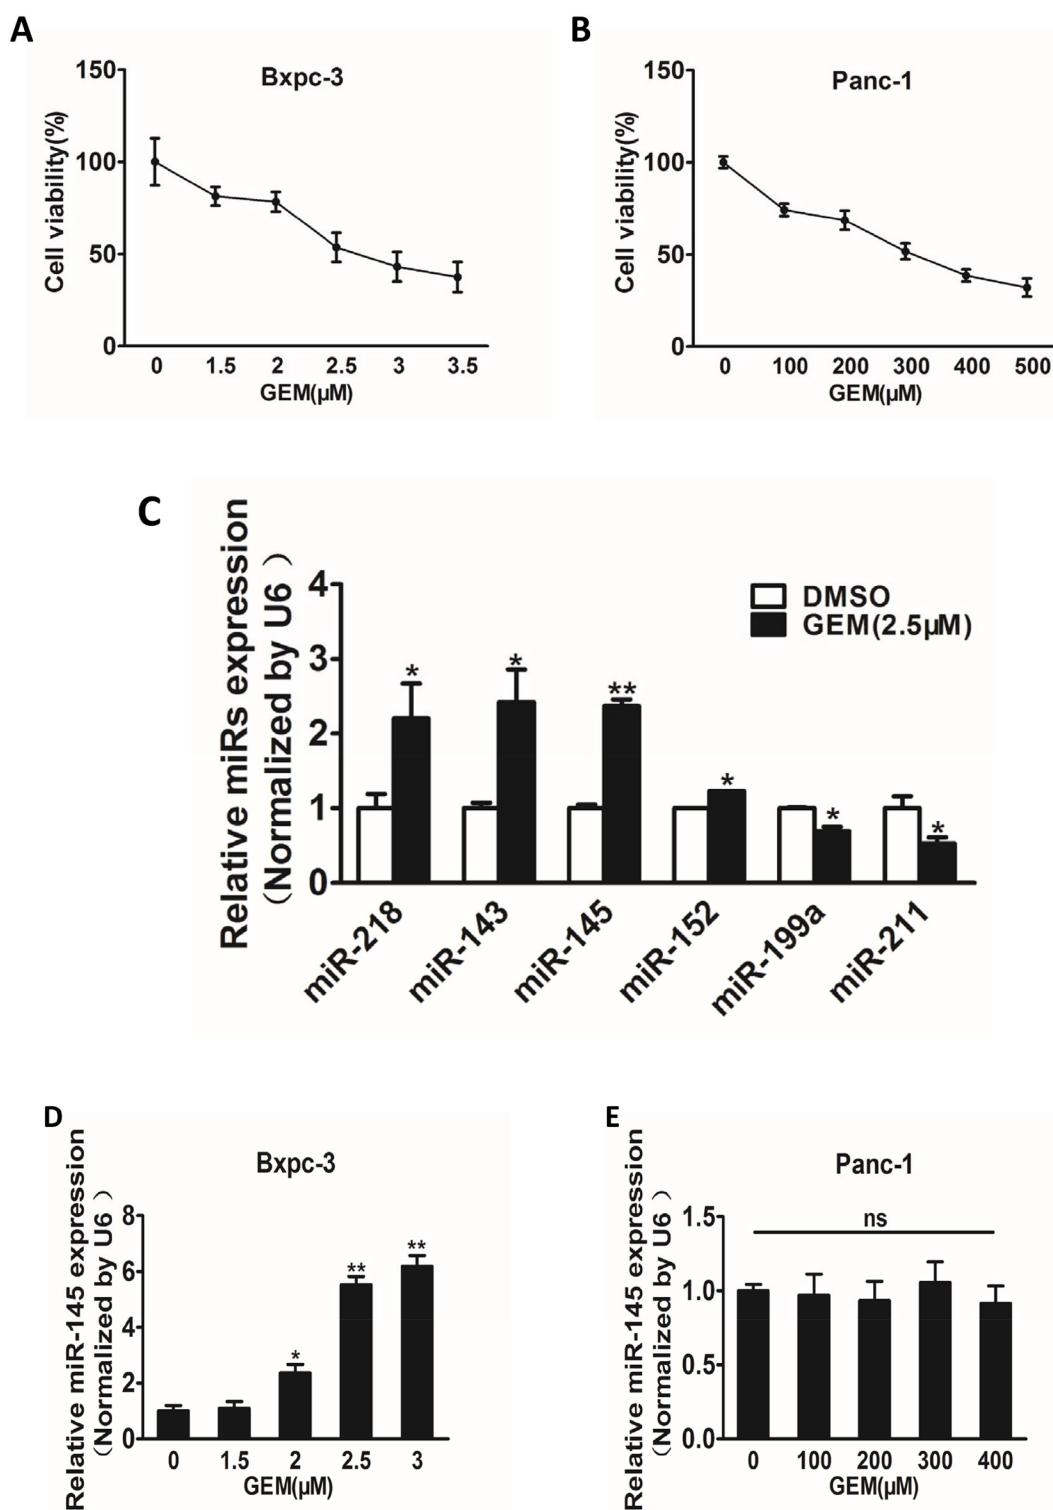 A
Bxpc-3
Cell viability(%)
150
100
50
0
0 1.5 2 2.5 3 3.5
GEM(μM)
B
Panc-1
Cell viability(%)
150
100
50
0
0 100 200 300 400 500
GEM(μM)
C
Relative miRs expression
（Normalized by U6 ）
4
3
2
1
0
DMSO
GEM(2.5μM)
* * ** * * *
miR-218 miR-143 miR-145 miR-152 miR-199a miR-211
D
Bxpc-3
Relative miR-145 expression
（Normalized by U6 ）
8
6
4
2
0
* ** **
0 1.5 2 2.5 3
GEM(μM)
E
Panc-1
Relative miR-145 expression
（Normalized by U6 ）
1.5
1.0
0.5
0.0
ns
0 100 200 300 400
GEM(μM)